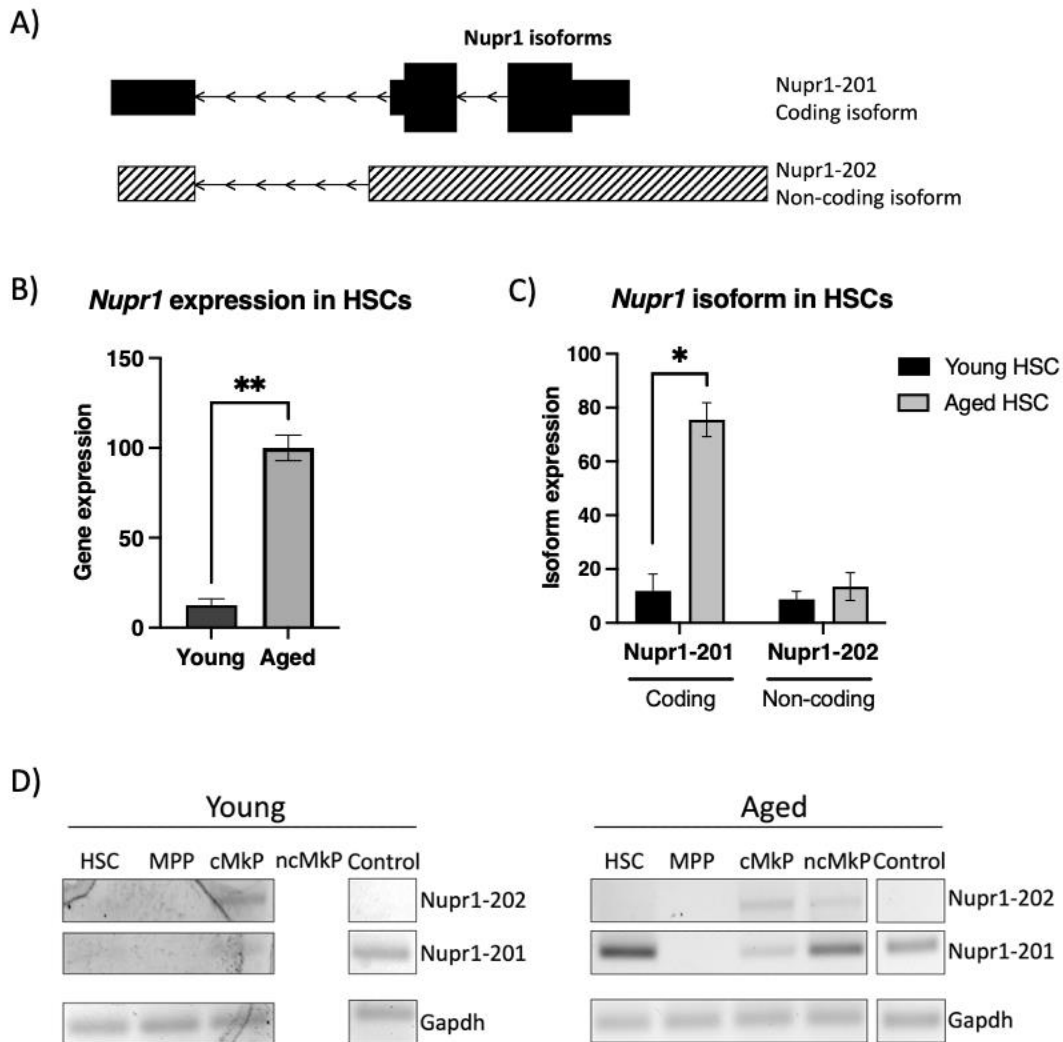 A)
Nupr1 isoforms
Nupr1-201
Coding isoform
Nupr1-202
Non-coding isoform
B)
Nupr1 expression in HSCs
Gene expression
150
100
50
0
**
Young Aged
C)
Nupr1 isoform in HSCs
Isoform expression
100
80
60
40
20
0
*
Young HSC
Aged HSC
Nupr1-201 Nupr1-202
Coding Non-coding
D)
Young
HSC MPP cMkP ncMkP Control
Nupr1-202
Nupr1-201
Gapdh
Aged
HSC MPP cMkP ncMkP Control
Nupr1-202
Nupr1-201
Gapdh